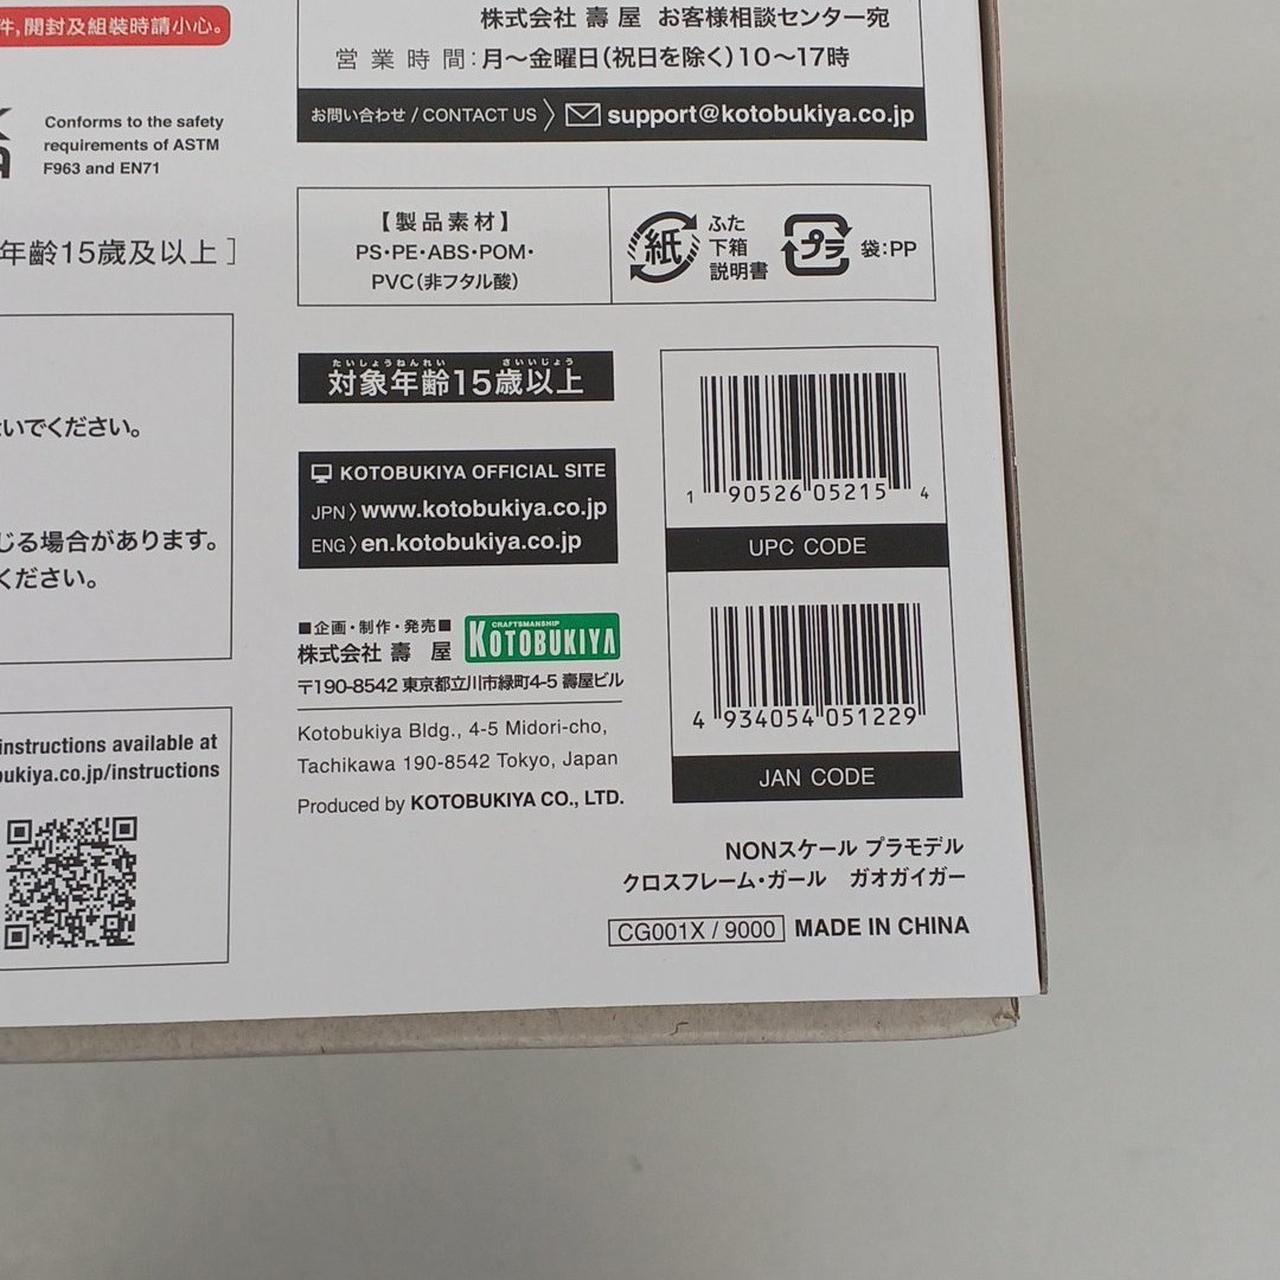 件,開封及組裝時請小心。
Conforms to the safety
requirements of ASTM
F963 and EN71
年齡15歲及以上]
いでください。
じる場合があります。
ください。
instructions available at
bukiya.co.jp/instructions
株式会社 壽 屋 お客様相談センター宛
営業時間:月〜金曜日(祝日を除く)10〜17時
お問い合わせ / CONTACT US 〉 support@kotobukiya.co.jp
【製品素材】
PS・PE・ABS・POM・
PVC(非フタル酸)
紙
ふた
下箱
説明書
プラ
袋:PP
たいしょうねんれい さいいじょう
対象年齢15歳以上
KOTOBUKIYA OFFICIAL SITE
JPN 〉 www.kotobukiya.co.jp
ENG 〉 en.kotobukiya.co.jp
■企画・制作・発売■
株式会社 壽 屋
CRAFTSMANSHIP
KOTOBUKIYA
〒190-8542 東京都立川市緑町4-5 壽屋ビル
Kotobukiya Bldg., 4-5 Midori-cho,
Tachikawa 190-8542 Tokyo, Japan
Produced by KOTOBUKIYA CO., LTD.
1 90526 05215 4
UPC CODE
4 934054 051229
JAN CODE
NONスケール プラモデル
クロスフレーム・ガール ガオガイガー
CG001X / 9000 MADE IN CHINA